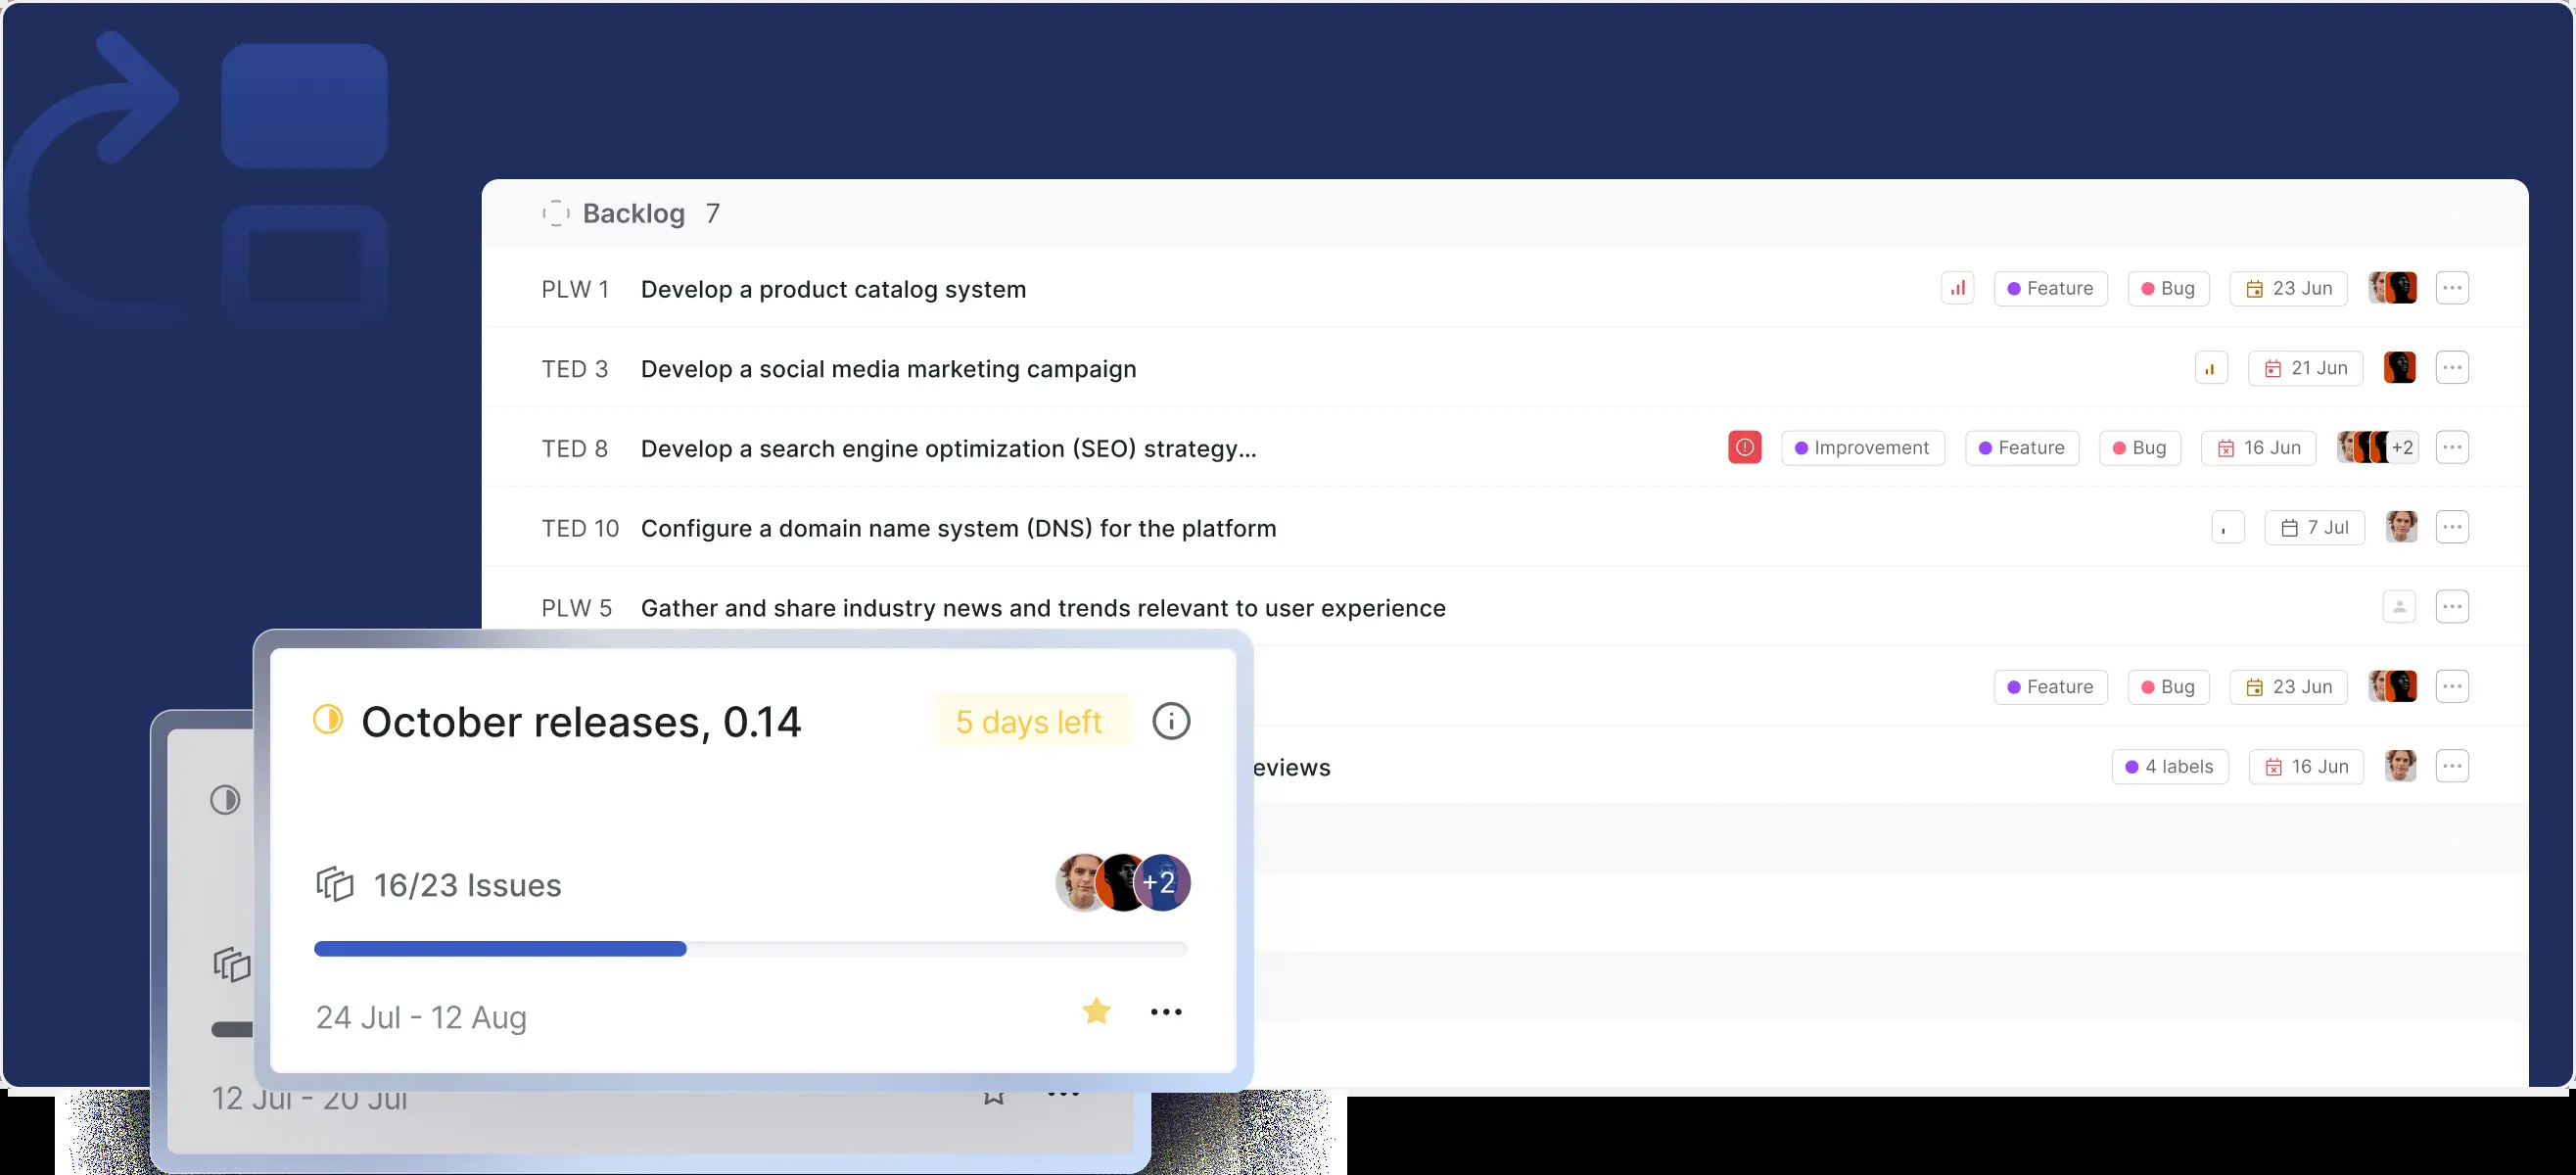 Backlog 7
PLW 1 Develop a product catalog system Feature Bug 23 Jun
TED 3 Develop a social media marketing campaign 21 Jun
TED 8 Develop a search engine optimization (SEO) strategy... Improvement Feature Bug 16 Jun +2
TED 10 Configure a domain name system (DNS) for the platform 7 Jul
PLW 5 Gather and share industry news and trends relevant to user experience
Feature Bug 23 Jun
eviews 4 labels 16 Jun
October releases, 0.14 5 days left
16/23 Issues +2
24 Jul - 12 Aug
12 Jul - 20 Jul